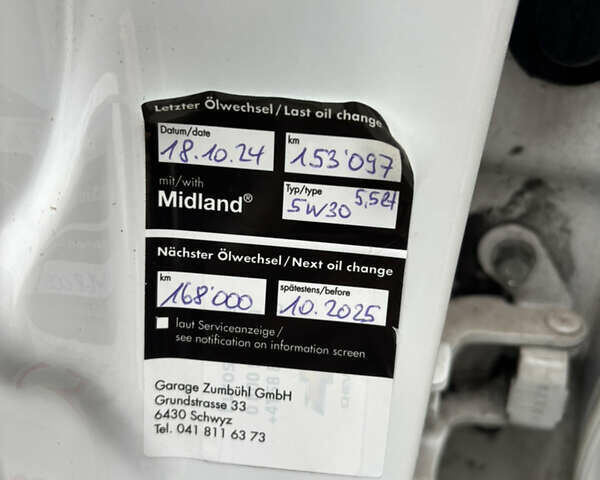 Letzter Ölwechsel/Last oil change
Datum/date
18.10.24
km
153'097
mit/with
Midland®
Typ/type
5W30 5,5lt
Nächster Ölwechsel/Next oil change
km
168'000
spätestens/before
10.2025
laut Serviceanzeige/
see notification on information screen
Garage Zumbühl GmbH
Grundstrasse 33
6430 Schwyz
Tel. 041 811 63 73